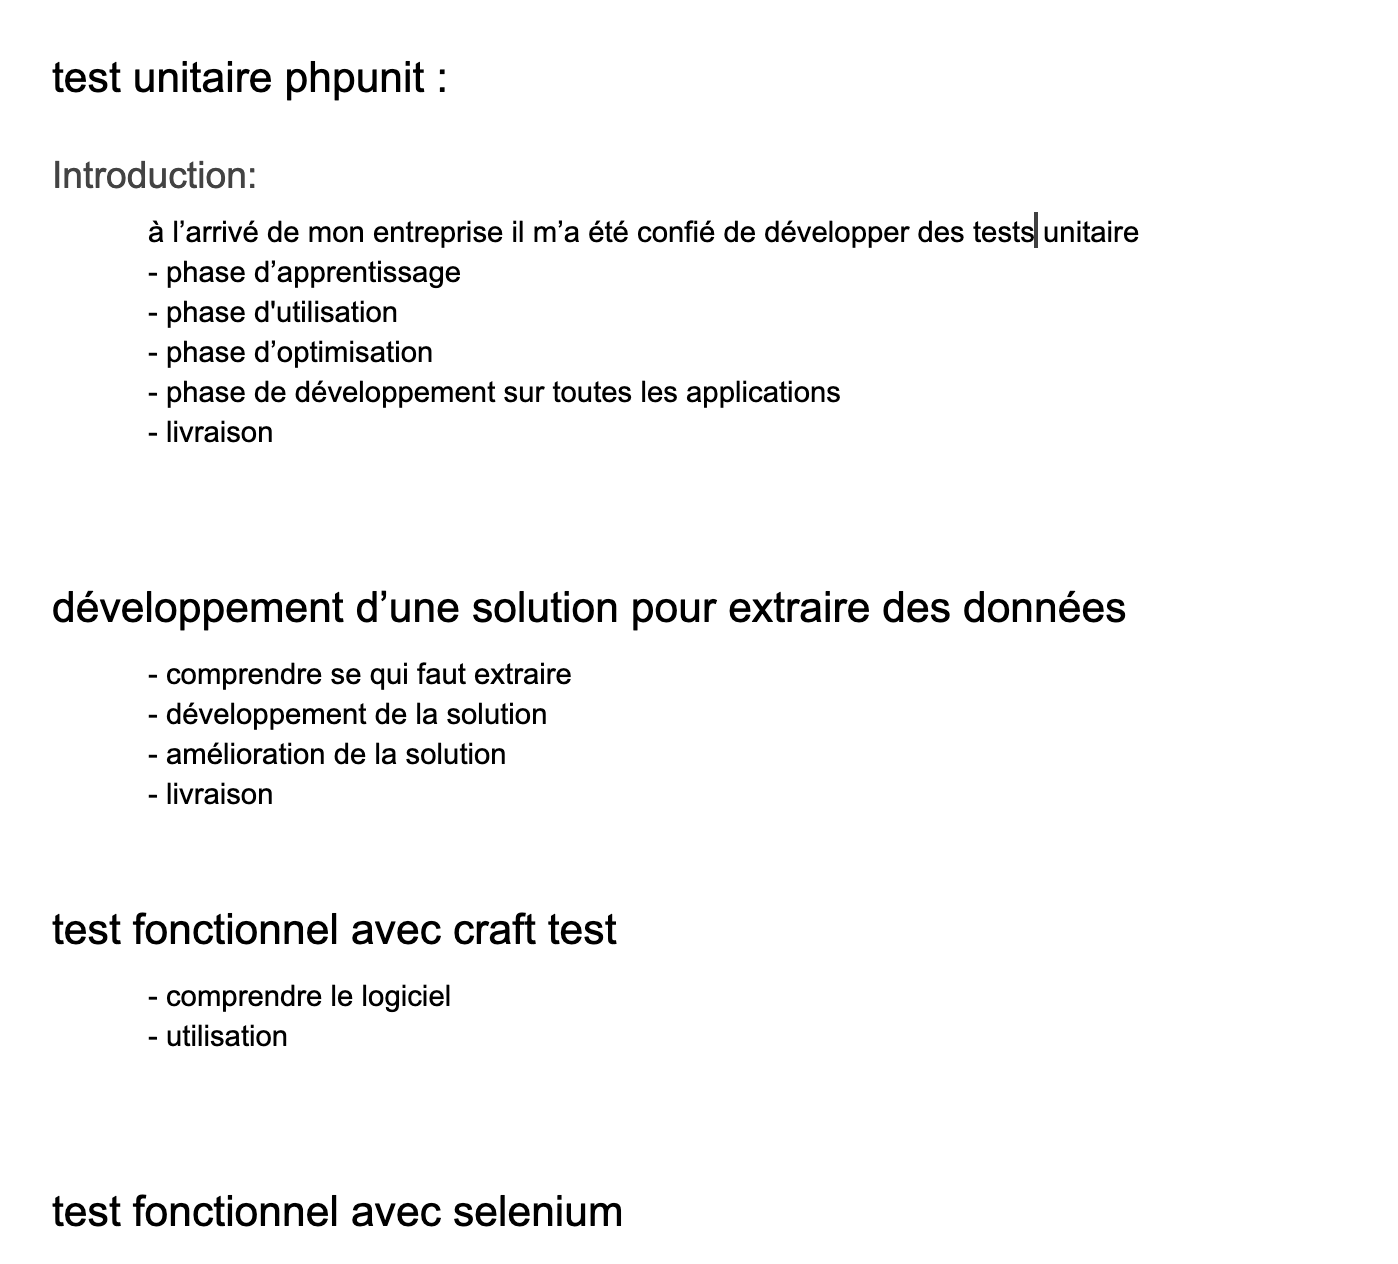 test unitaire phpunit :
Introduction:
à l’arrivé de mon entreprise il m’a été confié de développer des tests unitaire
- phase d’apprentissage
- phase d'utilisation
- phase d’optimisation
- phase de développement sur toutes les applications
- livraison
développement d’une solution pour extraire des données
- comprendre se qui faut extraire
- développement de la solution
- amélioration de la solution
- livraison
test fonctionnel avec craft test
- comprendre le logiciel
- utilisation
test fonctionnel avec selenium